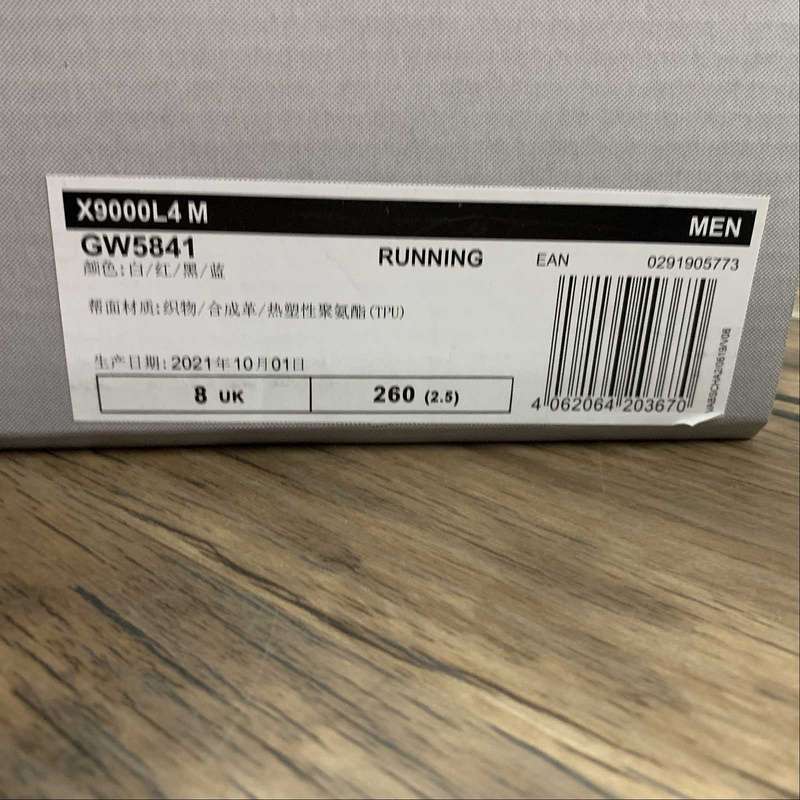 X9000L4 M
MEN
GW5841
RUNNING
EAN
0291905773
颜色:白/红/黑/蓝
帮面材质:织物/合成革/热塑性聚氨酯(TPU)
生产日期:2021年10月01日
8 UK
260 (2.5)
4 062064 203670